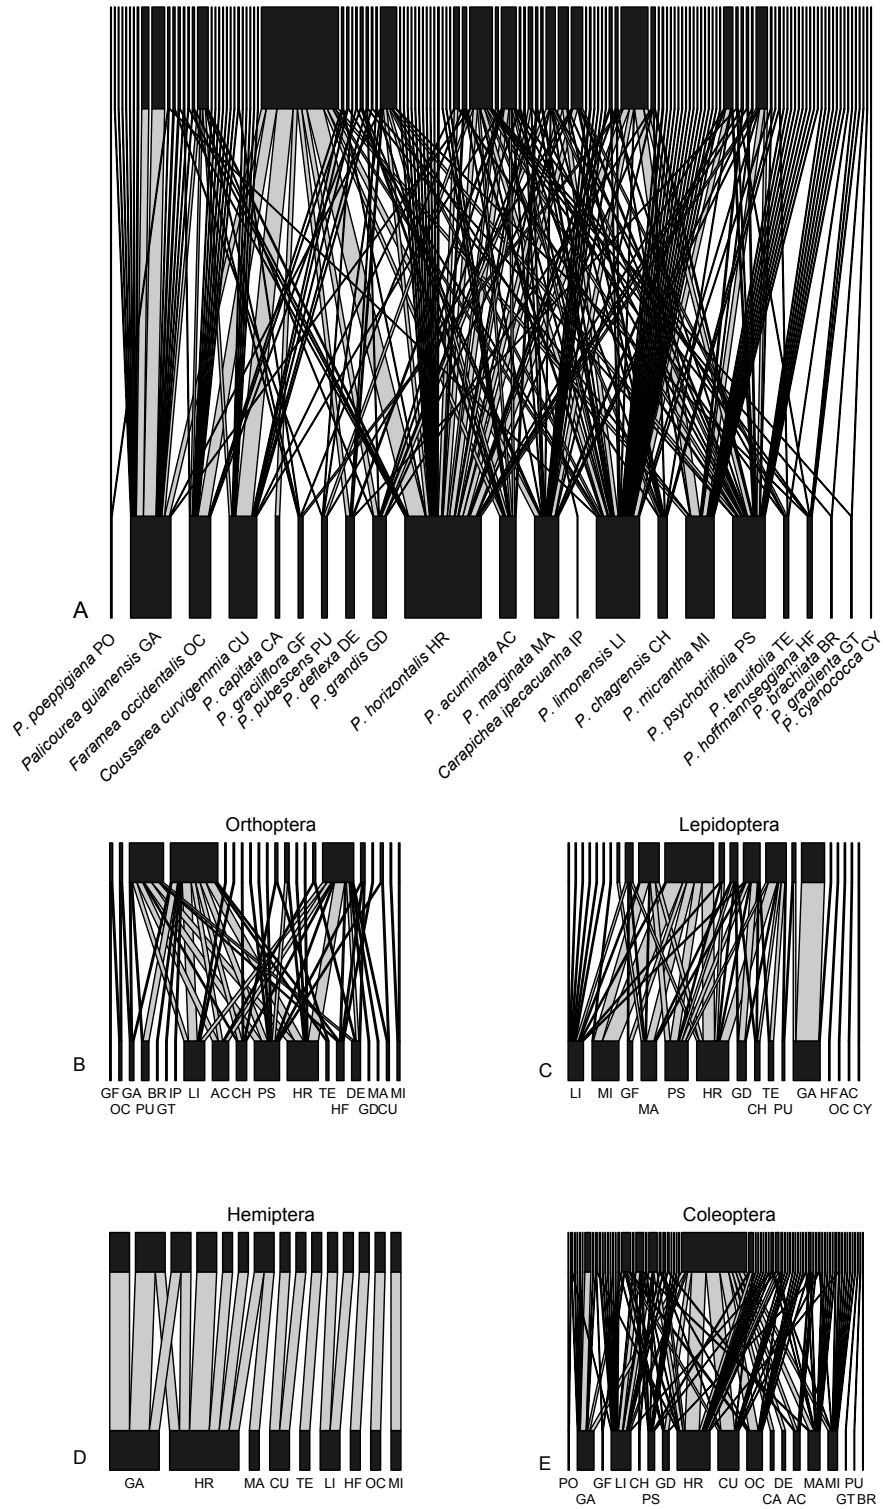 A
P. poeppigiana PO
Palicourea guianensis GA
Faramea occidentalis OC
Coussarea curvigemmia CU
P. capitata CA
P. graciliflora GF
P. pubescens PU
P. deflexa DE
P. grandis GD
P. horizontalis HR
P. acuminata AC
P. marginata MA
Carapichea ipecacuanha IP
P. limonensis LI
P. chagrensis CH
P. micrantha MI
P. psychotriifolia PS
P. tenuifolia TE
P. hoffmannseggiana HF
P. brachiata BR
P. gracilenta GT
P. cyanococca CY
Orthoptera
B
GF GA BR IP LI AC CH PS HR TE DE MA MI
OC PU GT HF GD CU
Lepidoptera
C
LI MI GF PS HR GD TE GA HF AC
MA CH PU OC CY
Hemiptera
D
GA HR MA CU TE LI HF OC MI
Coleoptera
E
PO GF LI CH GD HR CU OC DE MA MI PU
GA PS CA AC GT BR